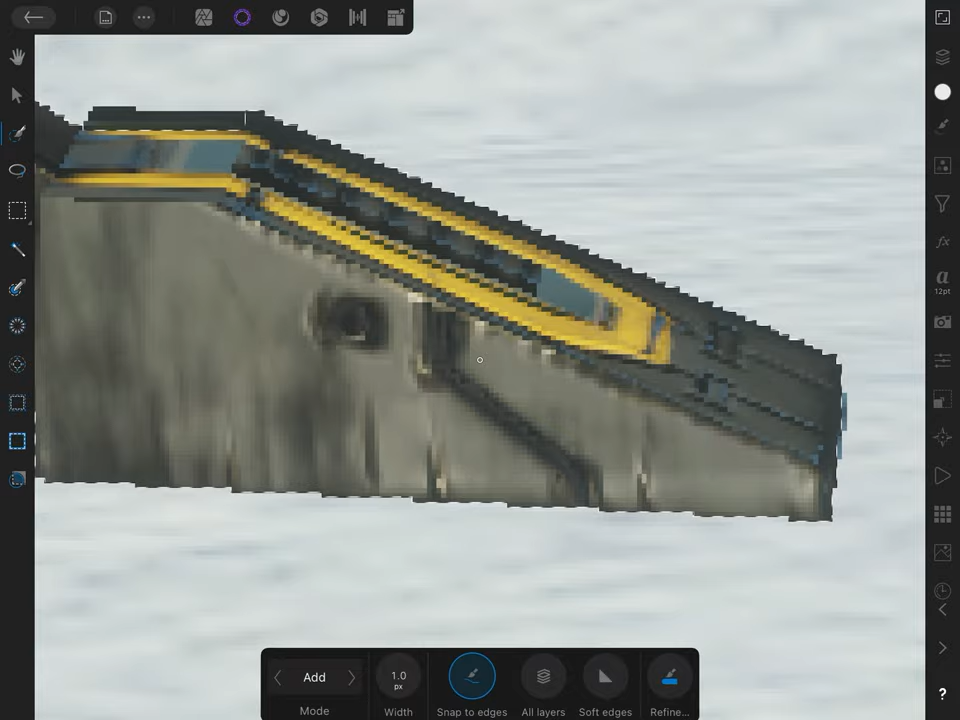 a
12pt
Add
1.0
px
Mode
Width
Snap to edges
All layers
Soft edges
Refine...
?